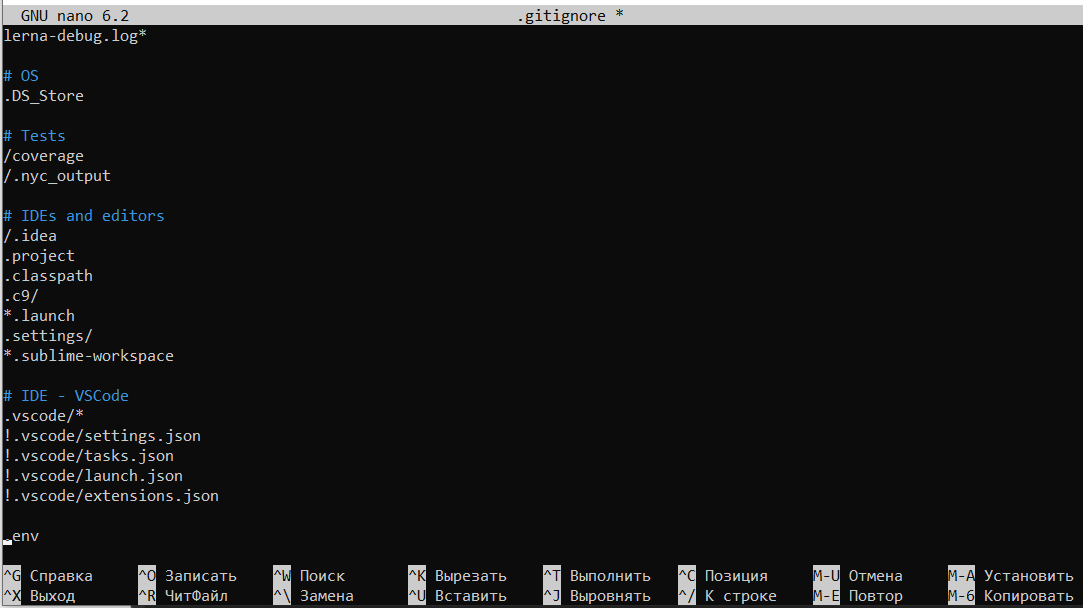 GNU nano 6.2 .gitignore *
lerna-debug.log*
# OS
.DS_Store
# Tests
/coverage
/.nyc_output
# IDEs and editors
/.idea
.project
.classpath
.c9/
*.launch
.settings/
*.sublime-workspace
# IDE - VSCode
.vscode/*
!.vscode/settings.json
!.vscode/tasks.json
!.vscode/launch.json
!.vscode/extensions.json
.env
^G Справка ^O Записать ^W Поиск ^K Вырезать ^T Выполнить ^C Позиция M-U Отмена M-A Установить
^X Выход ^R ЧитФайл ^\ Замена ^U Вставить ^J Выровнять ^/ К строке M-E Повтор M-6 Копировать